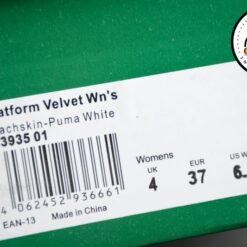 atform Velvet Wn's
achskin-Puma White
3935 01
Womens
UK EUR US W
4 37 6.
4 062452 936661
EAN-13
Made in China